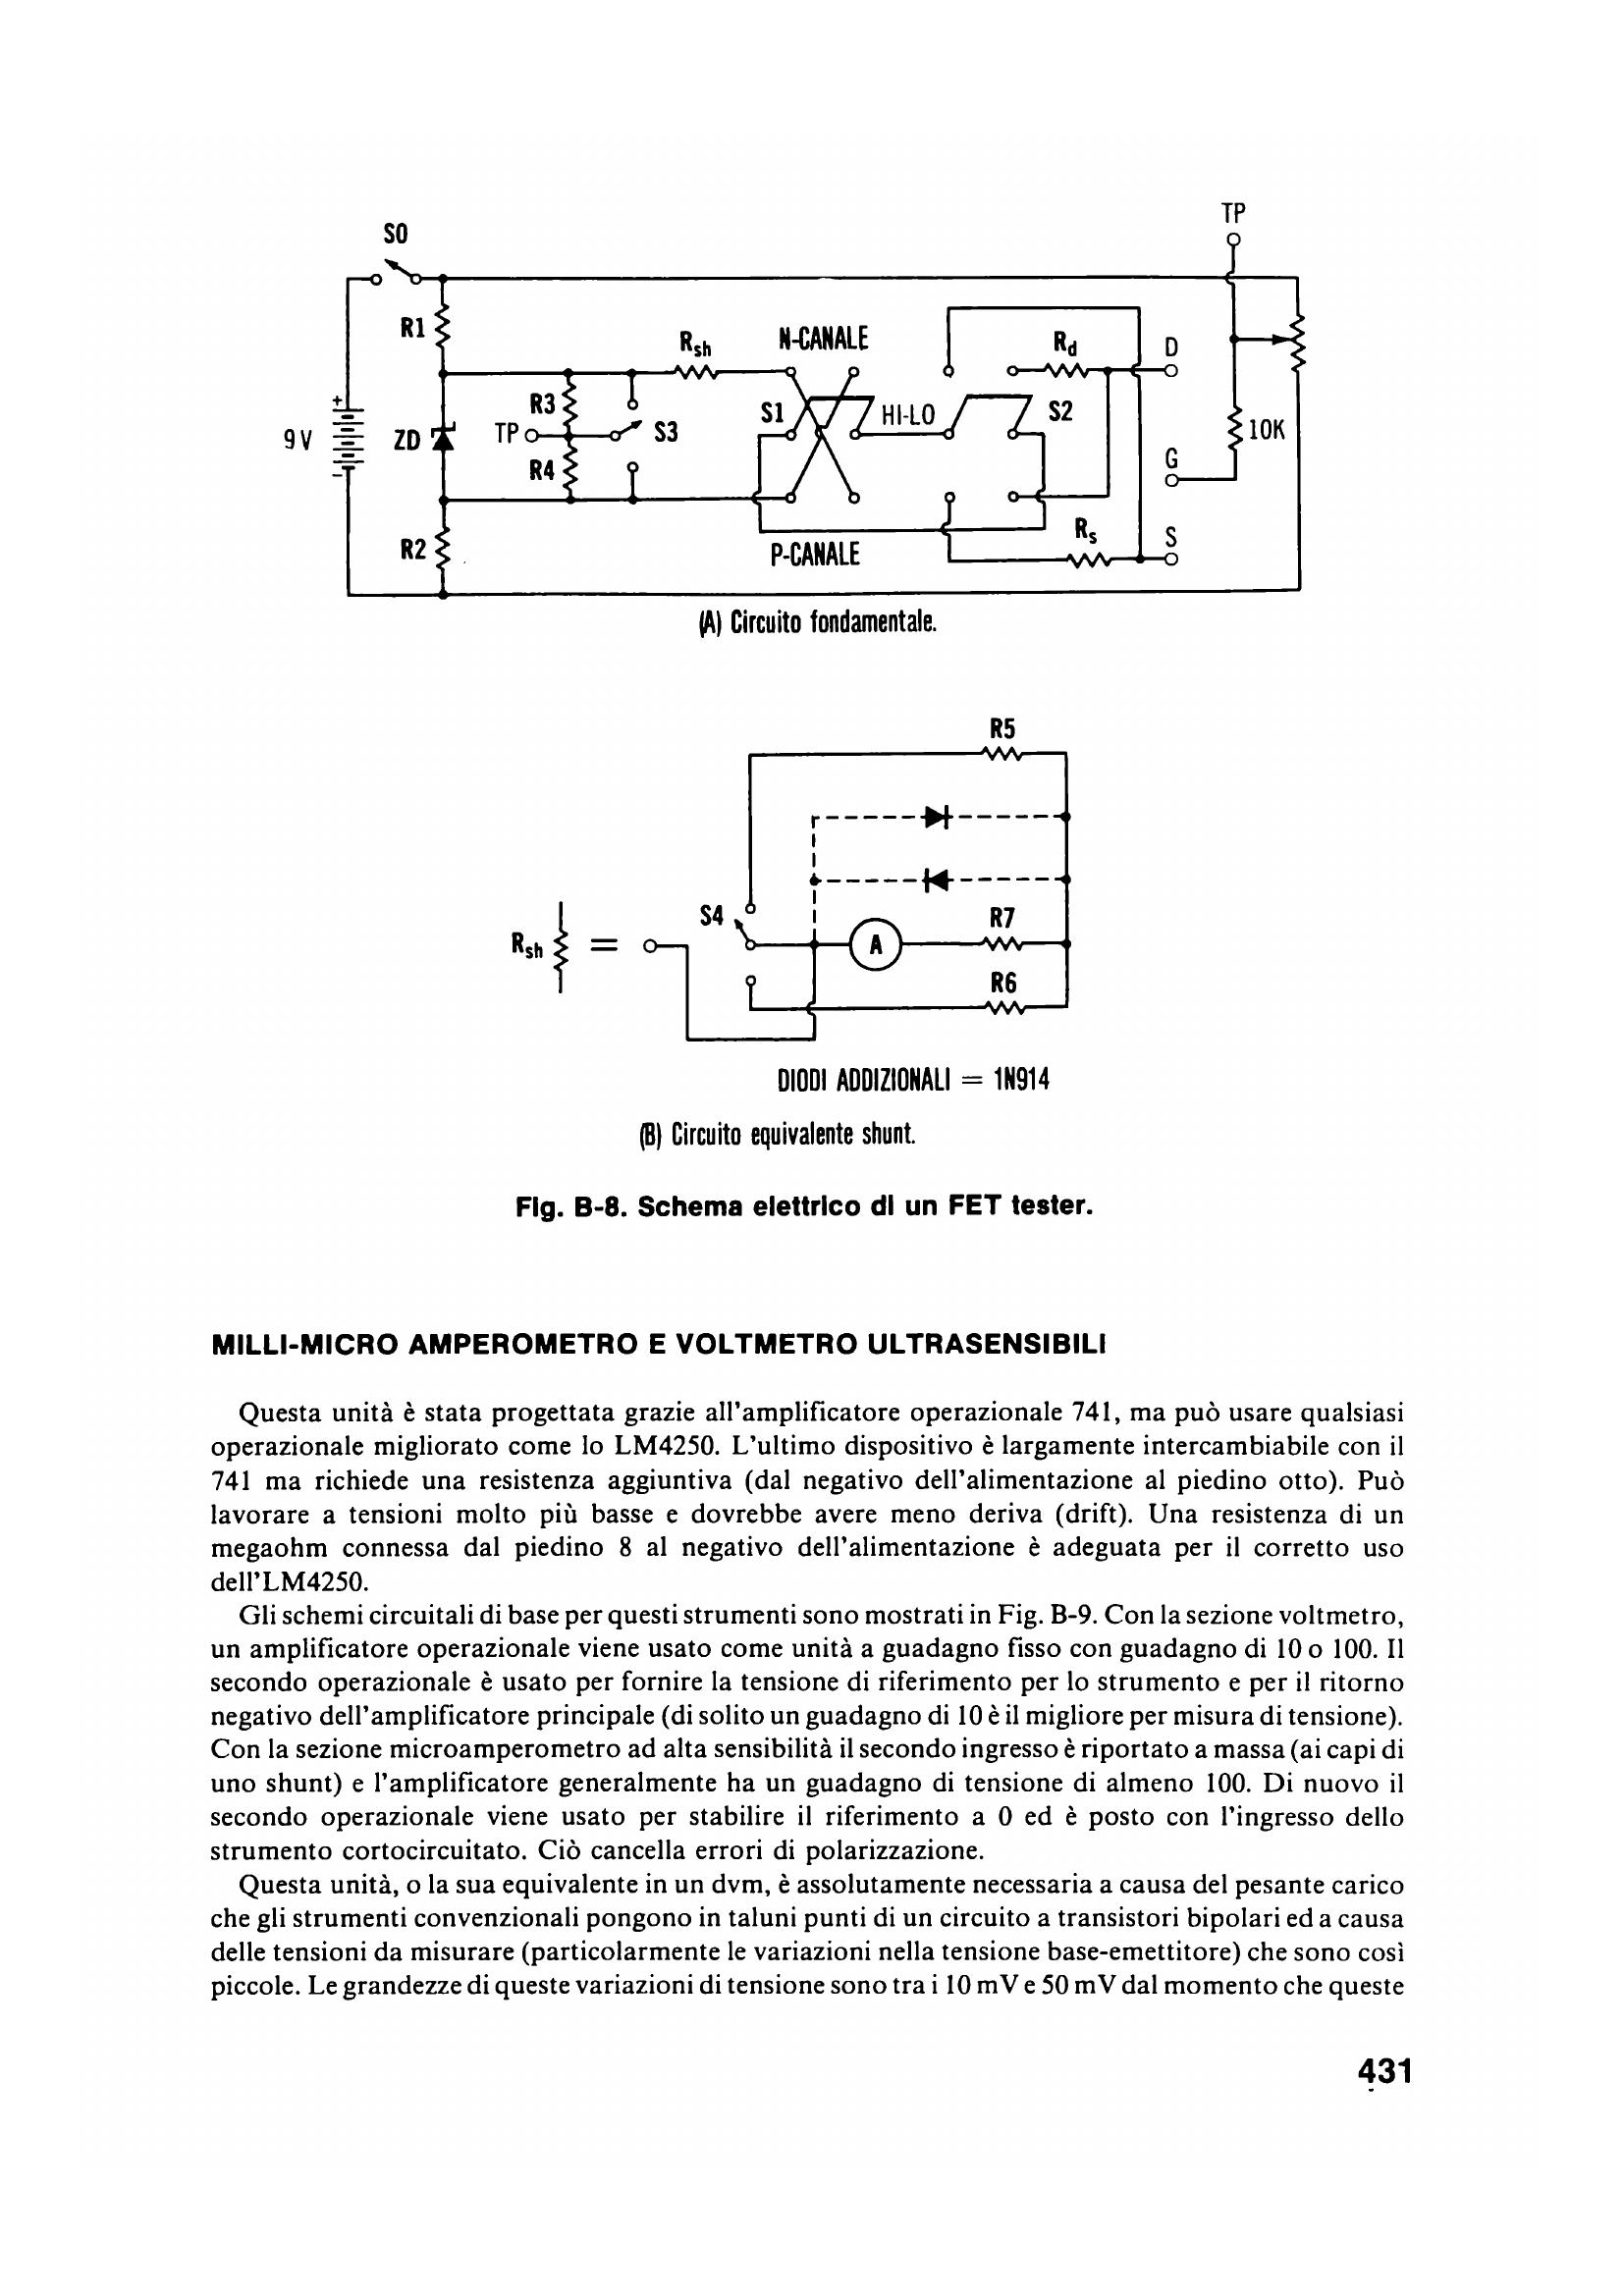 TP
S0
R1
Rsh
N-CANALE
Rd
D
R3
S1
HI-LO
S2
+
9V
ZD
TP
S3
10K
-
R4
G
Rs
S
R2
P-CANALE
(A) Circuito fondamentale.
R5
S4
R7
Rsh
=
A
R6
DIODI ADDIZIONALI = 1N914
(B) Circuito equivalente shunt.
Fig. B-8. Schema elettrico di un FET tester.
MILLI-MICRO AMPEROMETRO E VOLTMETRO ULTRASENSIBILI
Questa unità è stata progettata grazie all'amplificatore operazionale 741, ma può usare qualsiasi
operazionale migliorato come lo LM4250. L'ultimo dispositivo è largamente intercambiabile con il
741 ma richiede una resistenza aggiuntiva (dal negativo dell'alimentazione al piedino otto). Può
lavorare a tensioni molto più basse e dovrebbe avere meno deriva (drift). Una resistenza di un
megaohm connessa dal piedino 8 al negativo dell'alimentazione è adeguata per il corretto uso
dell'LM4250.
Gli schemi circuitali di base per questi strumenti sono mostrati in Fig. B-9. Con la sezione voltmetro,
un amplificatore operazionale viene usato come unità a guadagno fisso con guadagno di 10 o 100. Il
secondo operazionale è usato per fornire la tensione di riferimento per lo strumento e per il ritorno
negativo dell'amplificatore principale (di solito un guadagno di 10 è il migliore per misura di tensione).
Con la sezione microamperometro ad alta sensibilità il secondo ingresso è riportato a massa (ai capi di
uno shunt) e l'amplificatore generalmente ha un guadagno di tensione di almeno 100. Di nuovo il
secondo operazionale viene usato per stabilire il riferimento a 0 ed è posto con l'ingresso dello
strumento cortocircuitato. Ciò cancella errori di polarizzazione.
Questa unità, o la sua equivalente in un dvm, è assolutamente necessaria a causa del pesante carico
che gli strumenti convenzionali pongono in taluni punti di un circuito a transistori bipolari ed a causa
delle tensioni da misurare (particolarmente le variazioni nella tensione base-emettitore) che sono così
piccole. Le grandezze di queste variazioni di tensione sono tra i 10 mV e 50 mV dal momento che queste
431